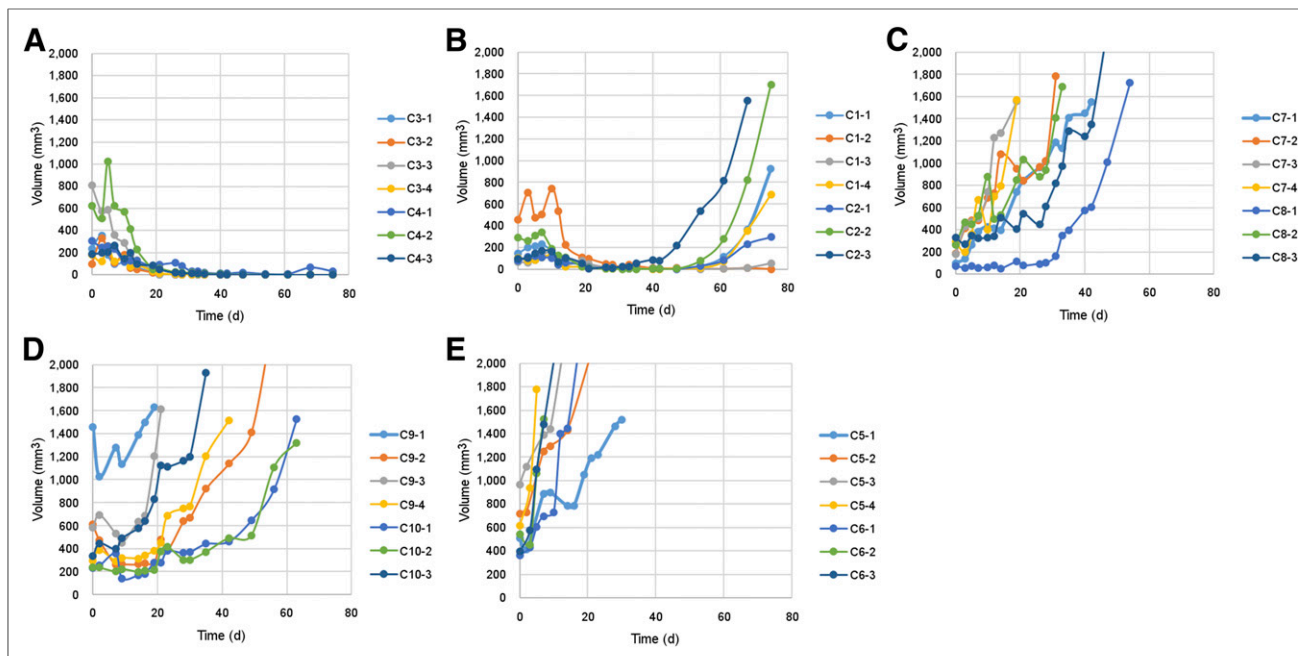 A
Volume (mm3)
2,000
1,800
1,600
1,400
1,200
1,000
800
600
400
200
0
0 20 40 60 80
Time (d)
C3-1
C3-2
C3-3
C3-4
C4-1
C4-2
C4-3
B
Volume (mm3)
2,000
1,800
1,600
1,400
1,200
1,000
800
600
400
200
0
0 20 40 60 80
Time (d)
C1-1
C1-2
C1-3
C1-4
C2-1
C2-2
C2-3
C
Volume (mm3)
2,000
1,800
1,600
1,400
1,200
1,000
800
600
400
200
0
0 20 40 60 80
Time (d)
C7-1
C7-2
C7-3
C7-4
C8-1
C8-2
C8-3
D
Volume (mm3)
2,000
1,800
1,600
1,400
1,200
1,000
800
600
400
200
0
0 20 40 60 80
Time (d)
C9-1
C9-2
C9-3
C9-4
C10-1
C10-2
C10-3
E
Volume (mm3)
2,000
1,800
1,600
1,400
1,200
1,000
800
600
400
200
0
0 20 40 60 80
Time (d)
C5-1
C5-2
C5-3
C5-4
C6-1
C6-2
C6-3